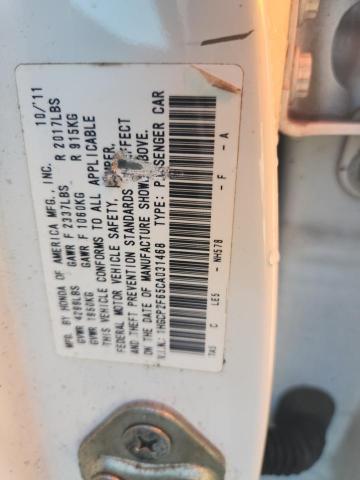 MFD. BY HONDA OF AMERICA MFG., INC. 10/'11
GVWR 4299LBS GAWR F 2337LBS R 2017LBS
GVWR 1950KG GAWR F 1060KG R 915KG
THIS VEHICLE CONFORMS TO ALL APPLICABLE
FEDERAL MOTOR VEHICLE SAFETY,
AND THEFT PREVENTION STANDARDS EFFECT
ON THE DATE OF MANUFACTURE SHOWN ABOVE.
V.I.N.: 1HGCP2F65CA031468 TYPE: PASSENGER CAR
TA5 C LE5 - NH578 - F - A